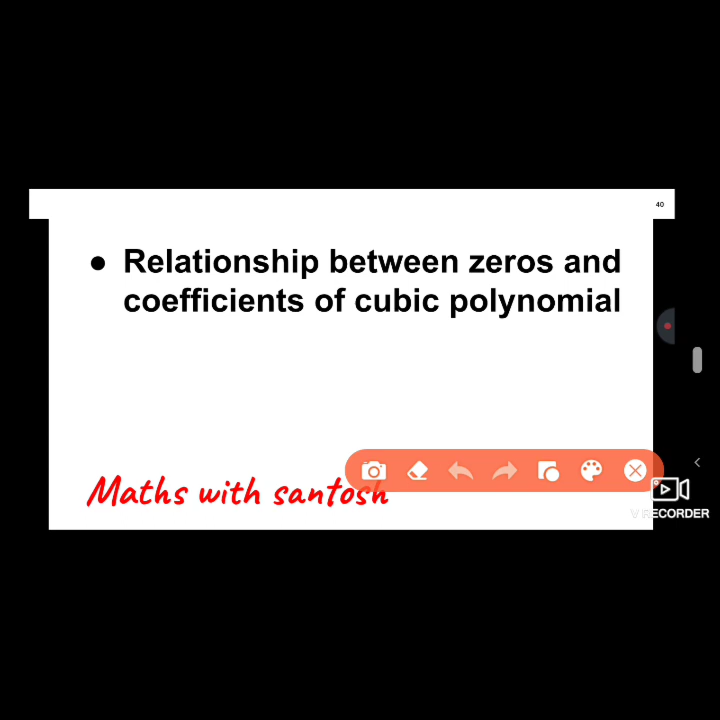 40
● Relationship between zeros and
coefficients of cubic polynomial
Maths with santosh
V RECORDER